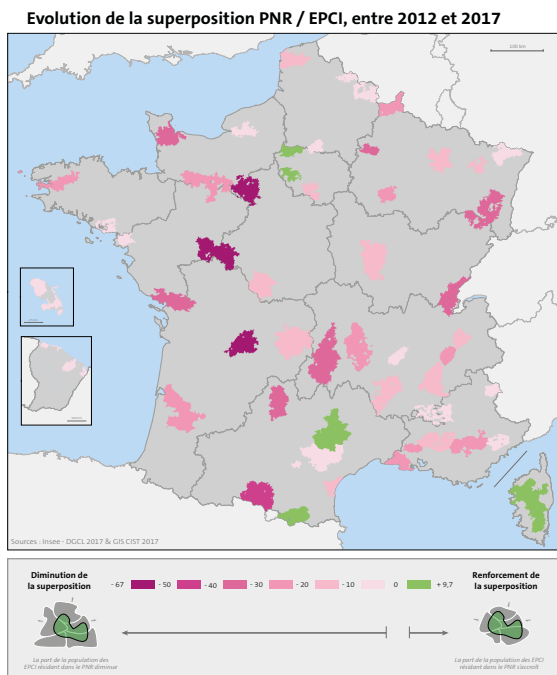 Evolution de la superposition PNR / EPCI, entre 2012 et 2017
100 km
Sources : Insee - DGCL 2017 & GIS CIST 2017
Diminution de
la superposition
- 67
- 50
- 40
- 30
- 20
- 10
0
+ 9,7
Renforcement de
la superposition
La part de la population des
EPCI résidant dans le PNR diminue
La part de la population des
EPCI résidant dans le PNR s'accroît